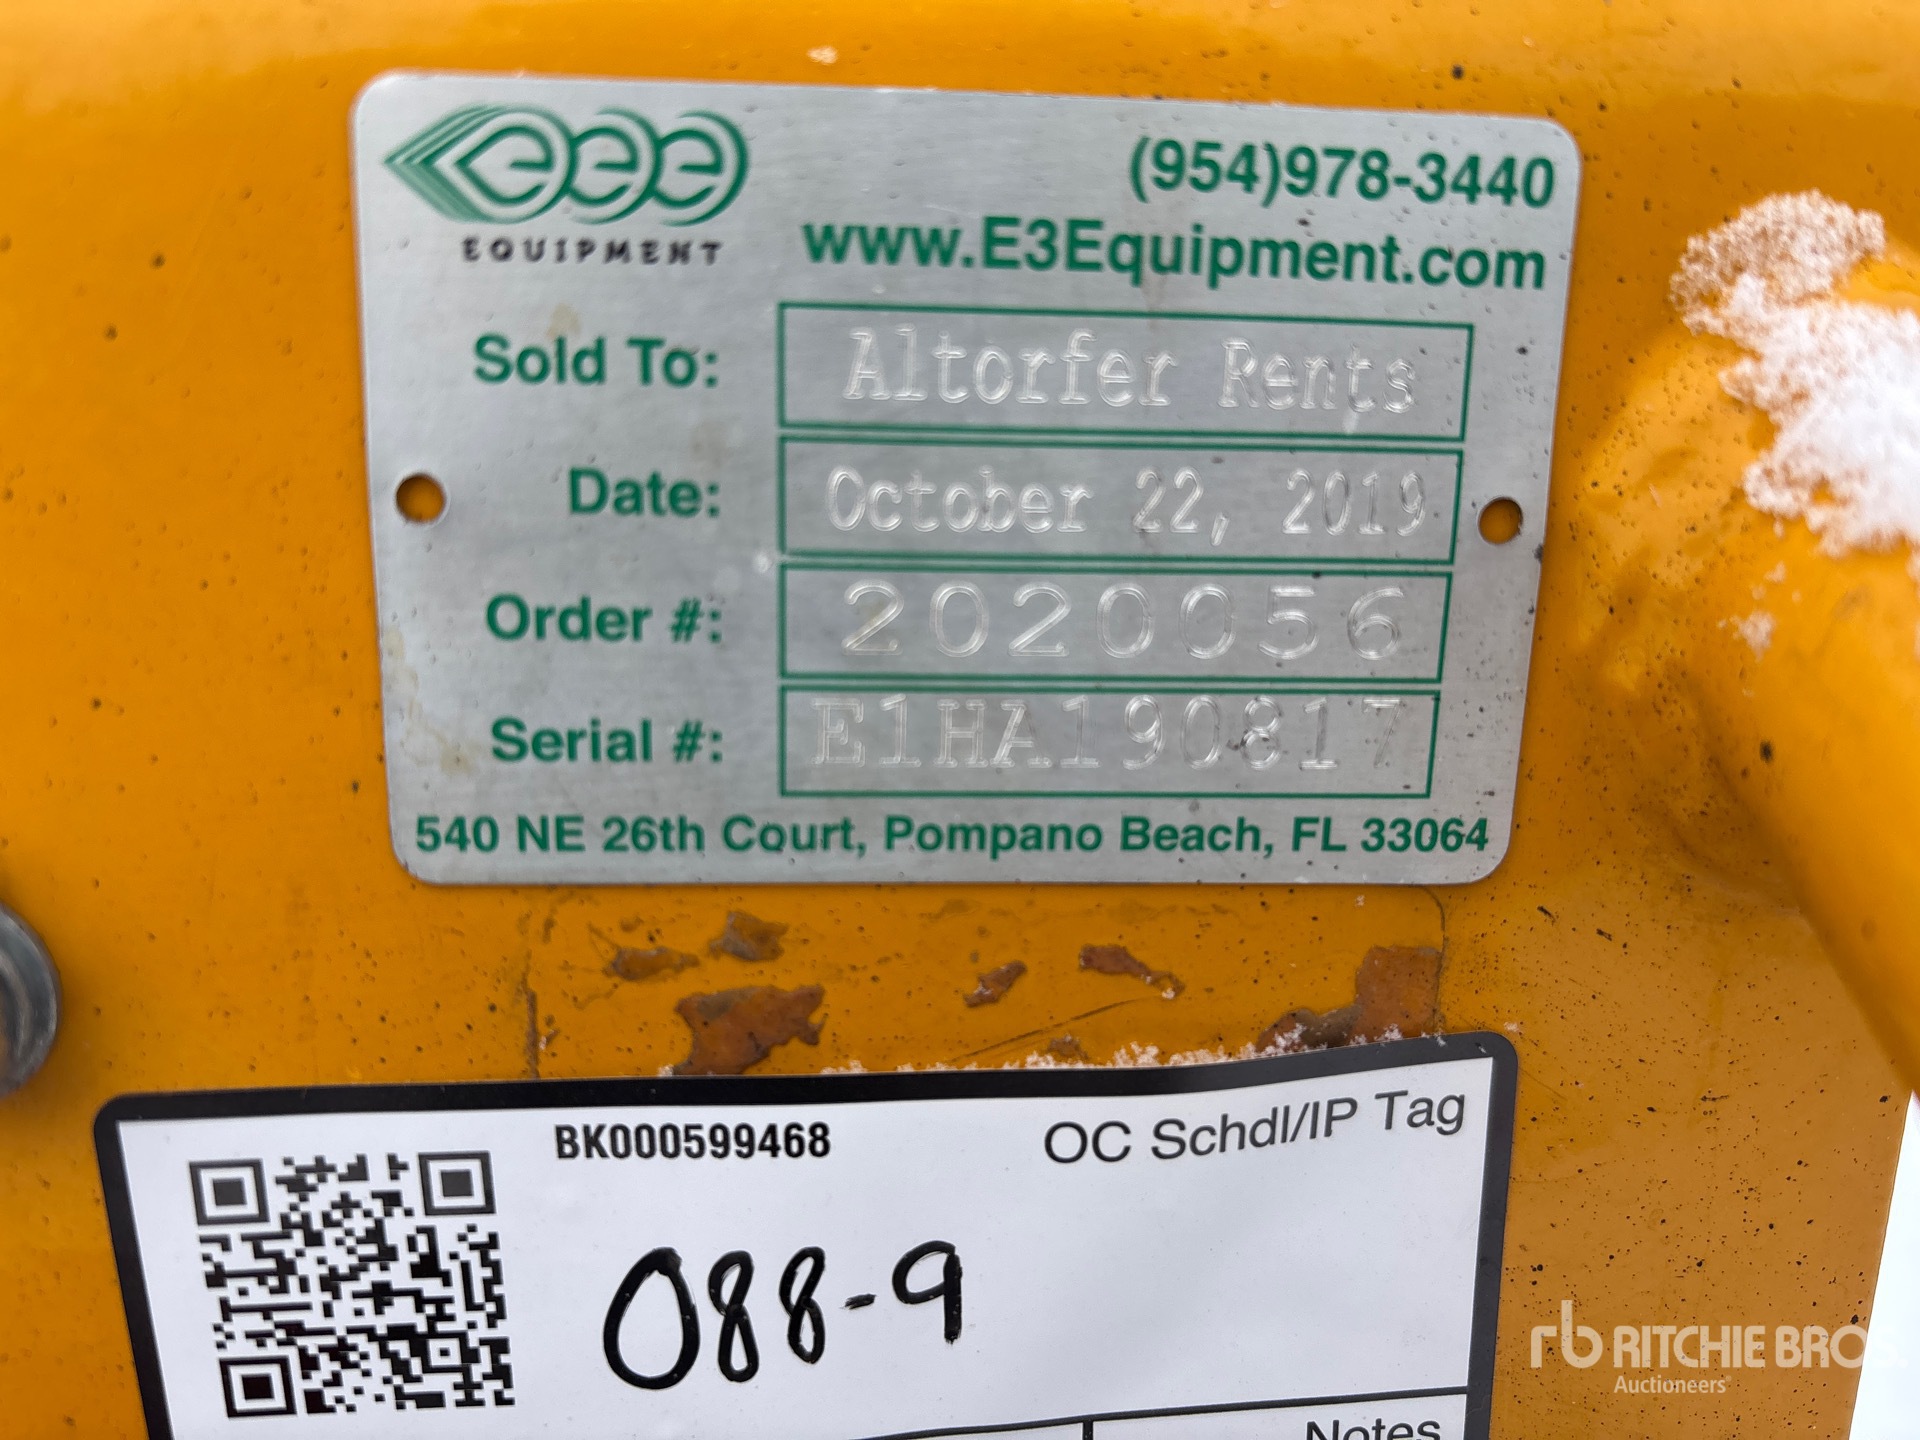 eee
EQUIPMENT
(954)978-3440
www.E3Equipment.com
Sold To: Altorfer Rents
Date: October 22, 2019
Order #: 2020056
Serial #: E1HA190817
540 NE 26th Court, Pompano Beach, FL 33064
BK000599468
OC Schdl/IP Tag
088-9
Notes
rb RITCHIE BROS.
Auctioneers